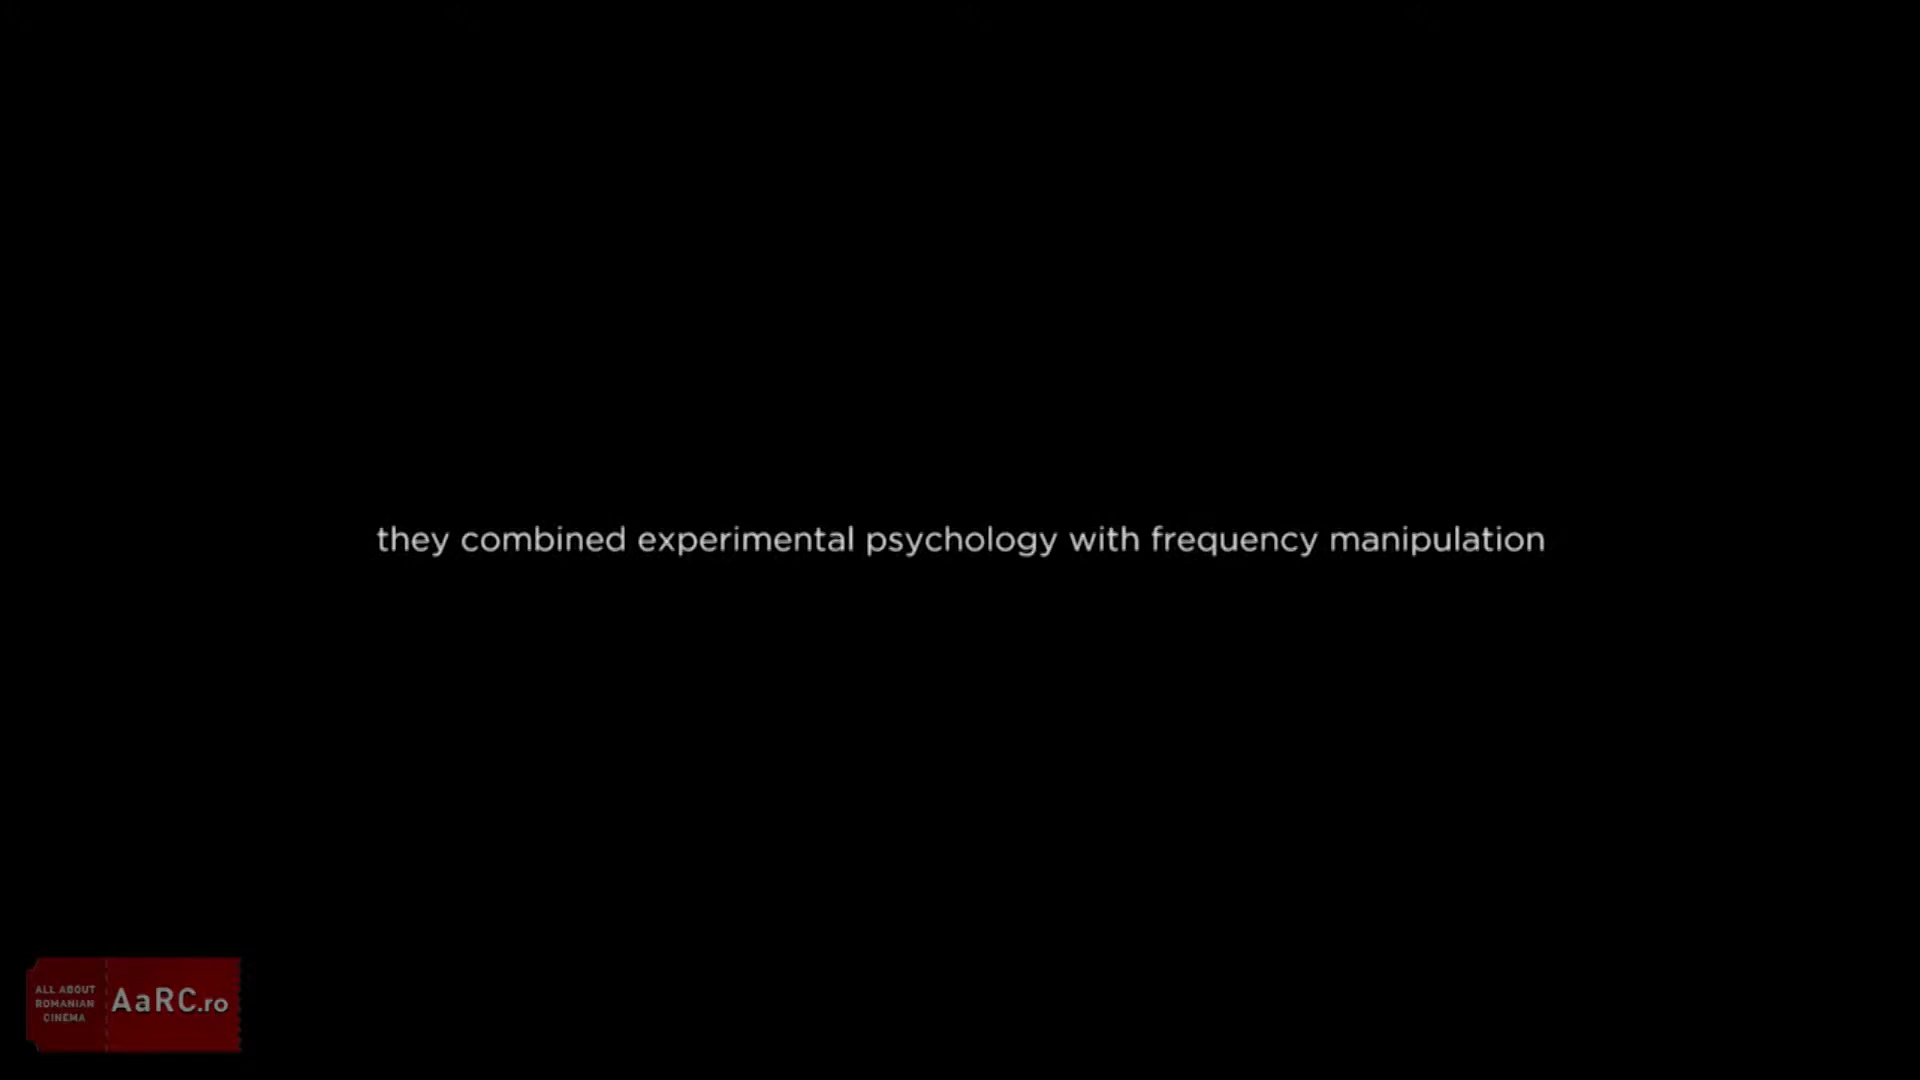 they combined experimental psychology with frequency manipulation
ALL ABOUT
ROMANIAN
CINEMA
AaRC.ro